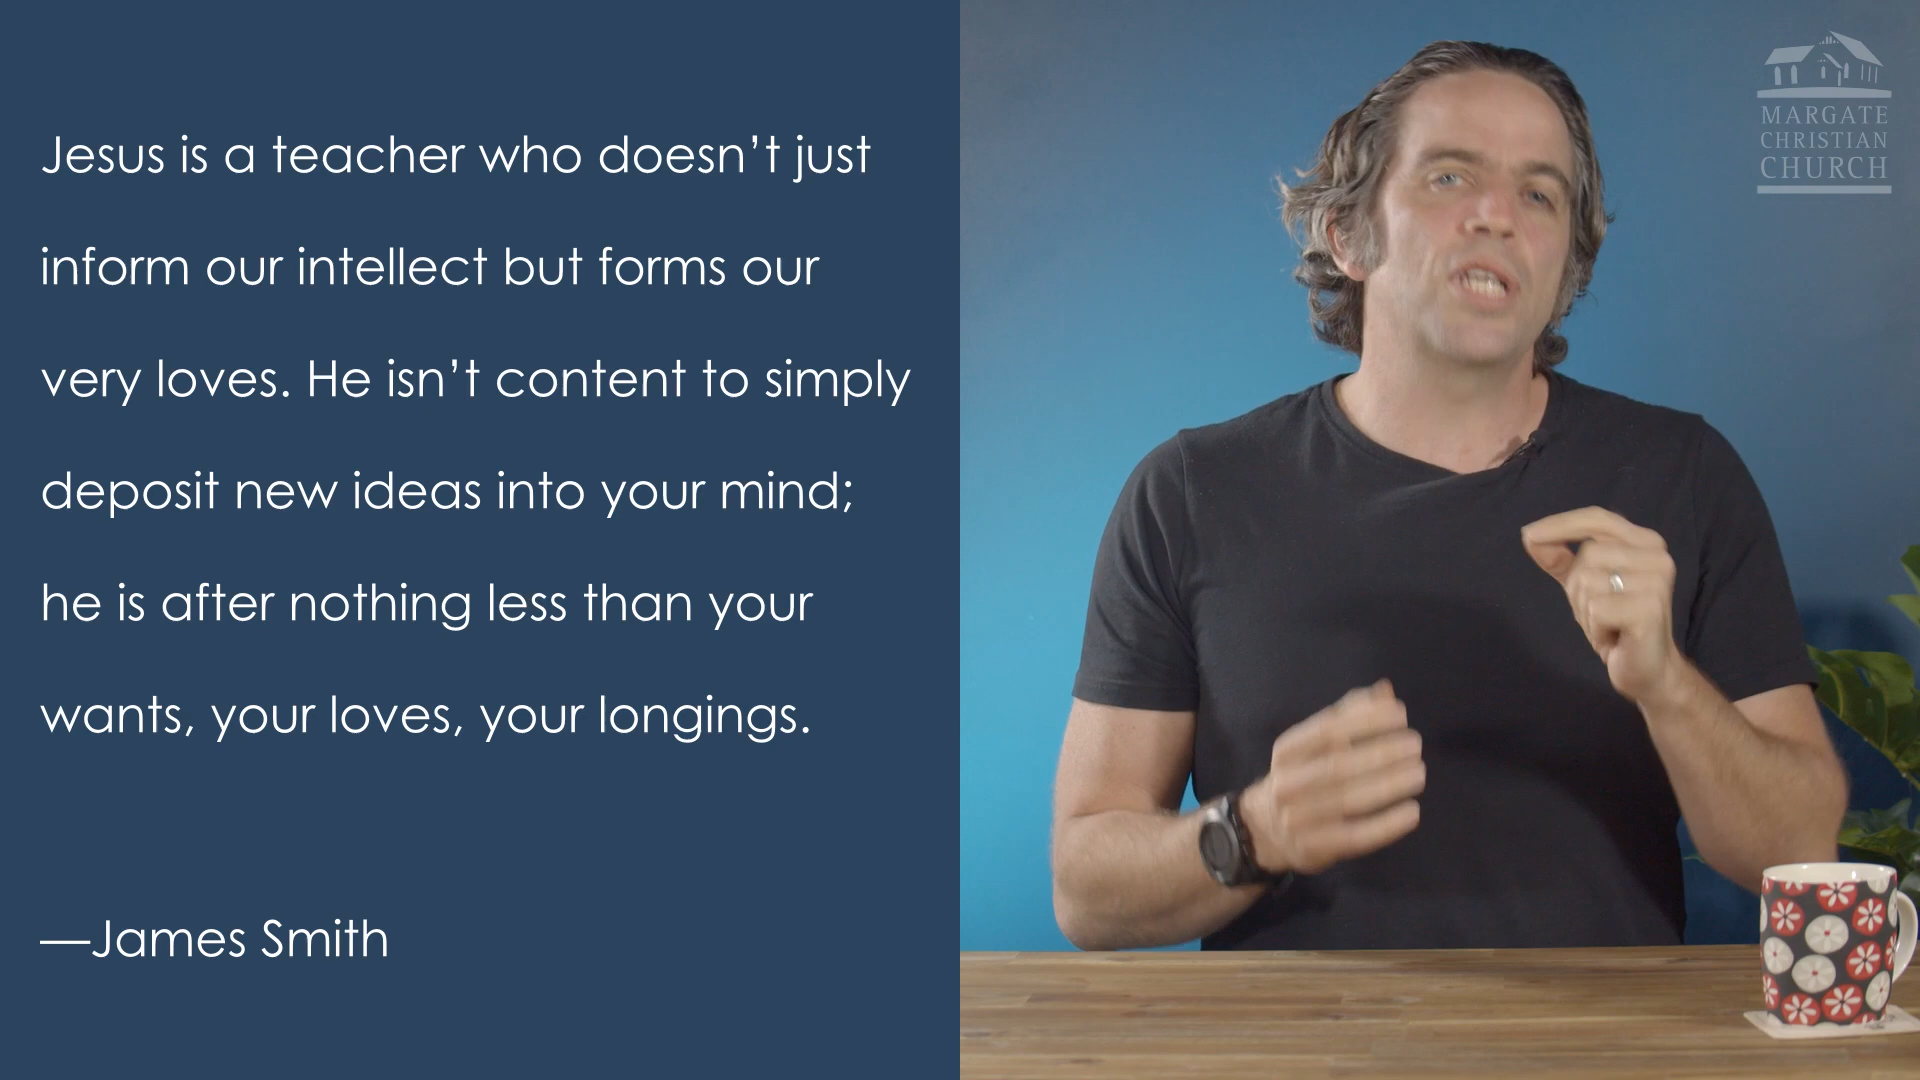 Jesus is a teacher who doesn’t just
inform our intellect but forms our
very loves. He isn’t content to simply
deposit new ideas into your mind;
he is after nothing less than your
wants, your loves, your longings.
—James Smith
MARGATE
CHRISTIAN
CHURCH